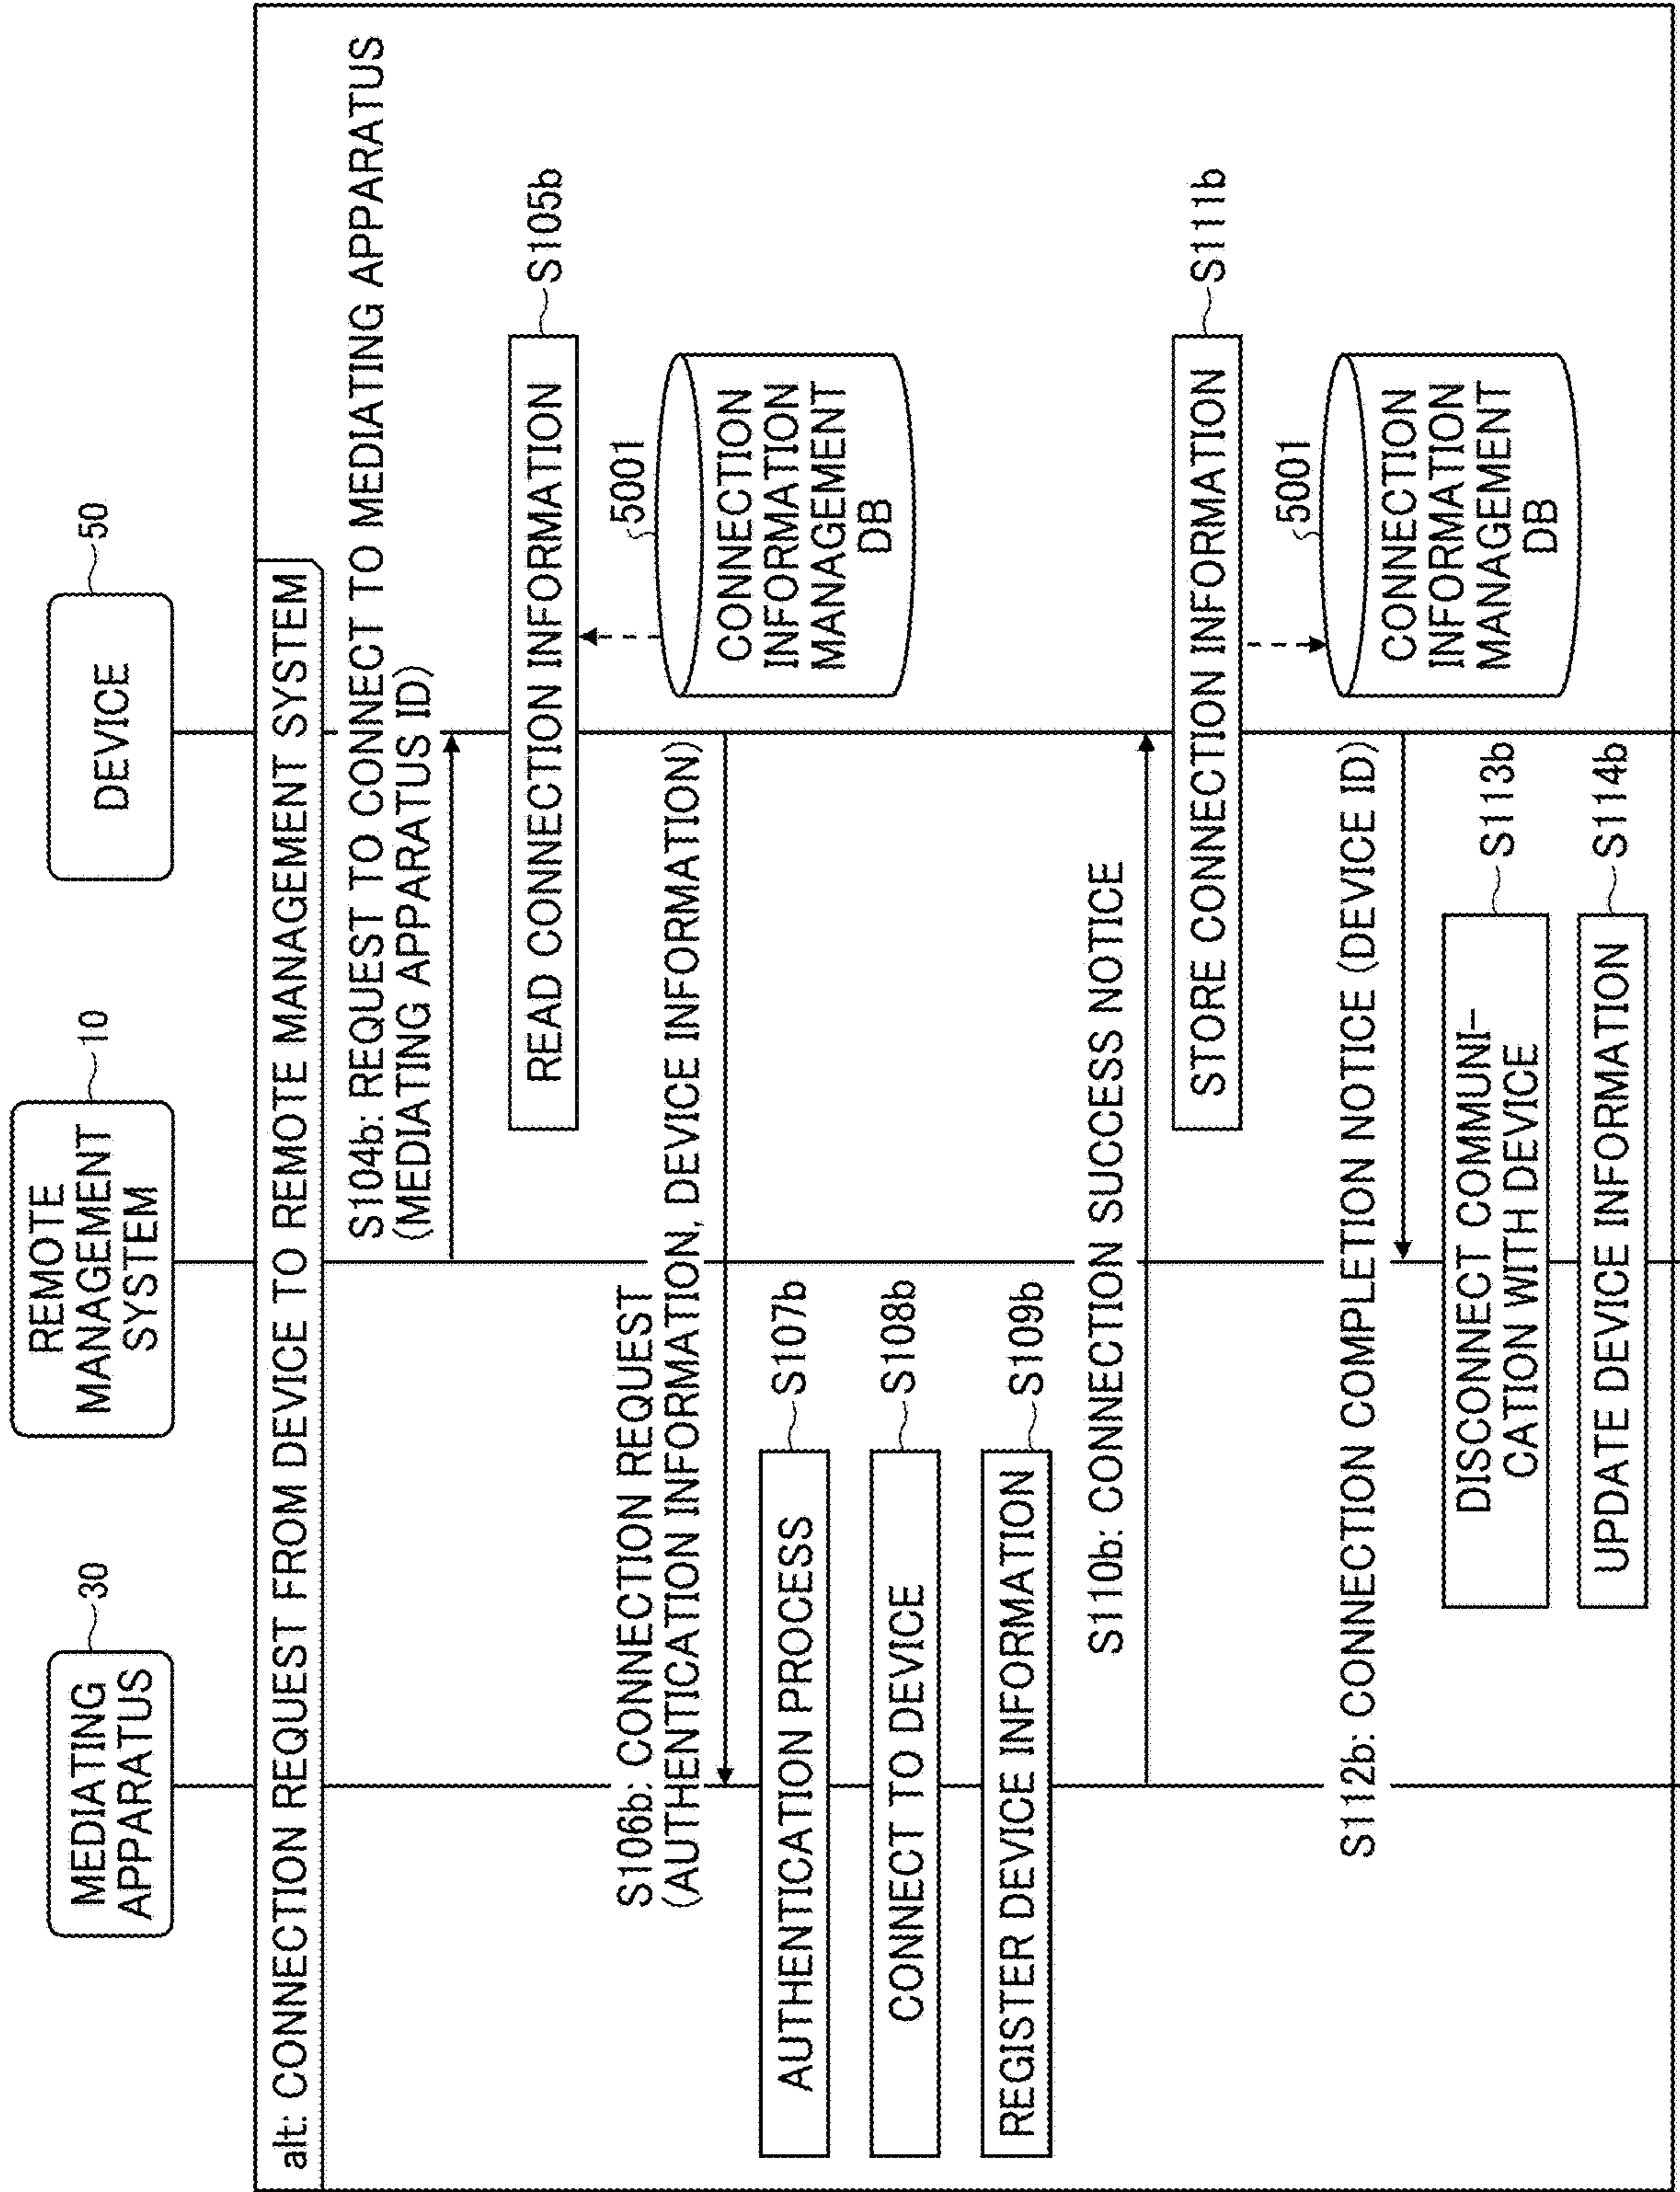 MEDIATING
APPARATUS
30
REMOTE
MANAGEMENT
SYSTEM
10
DEVICE
50
alt: CONNECTION REQUEST FROM DEVICE TO REMOTE MANAGEMENT SYSTEM
S104b: REQUEST TO CONNECT TO MEDIATING APPARATUS
(MEDIATING APPARATUS ID)
READ CONNECTION INFORMATION
S105b
5001
CONNECTION
INFORMATION
MANAGEMENT
DB
S106b: CONNECTION REQUEST
(AUTHENTICATION INFORMATION, DEVICE INFORMATION)
AUTHENTICATION PROCESS
S107b
CONNECT TO DEVICE
S108b
REGISTER DEVICE INFORMATION
S109b
S110b: CONNECTION SUCCESS NOTICE
STORE CONNECTION INFORMATION
S111b
5001
CONNECTION
INFORMATION
MANAGEMENT
DB
S112b: CONNECTION COMPLETION NOTICE (DEVICE ID)
DISCONNECT COMMUNI-
CATION WITH DEVICE
S113b
UPDATE DEVICE INFORMATION
S114b